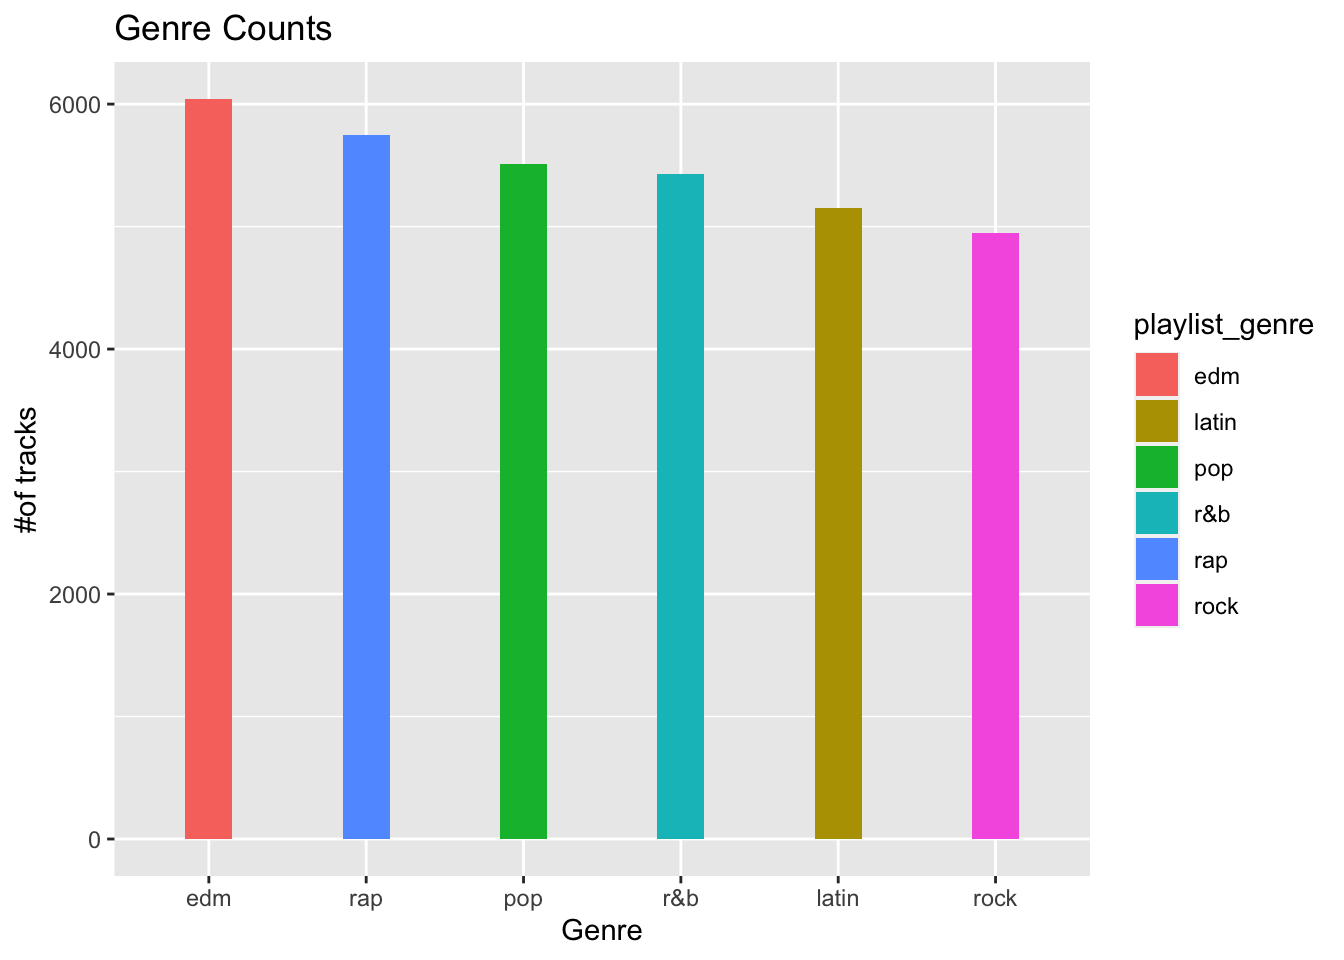 Genre Counts
6000
4000
2000
0
#of tracks
edm
rap
pop
r&b
latin
rock
Genre
playlist_genre
edm
latin
pop
r&b
rap
rock